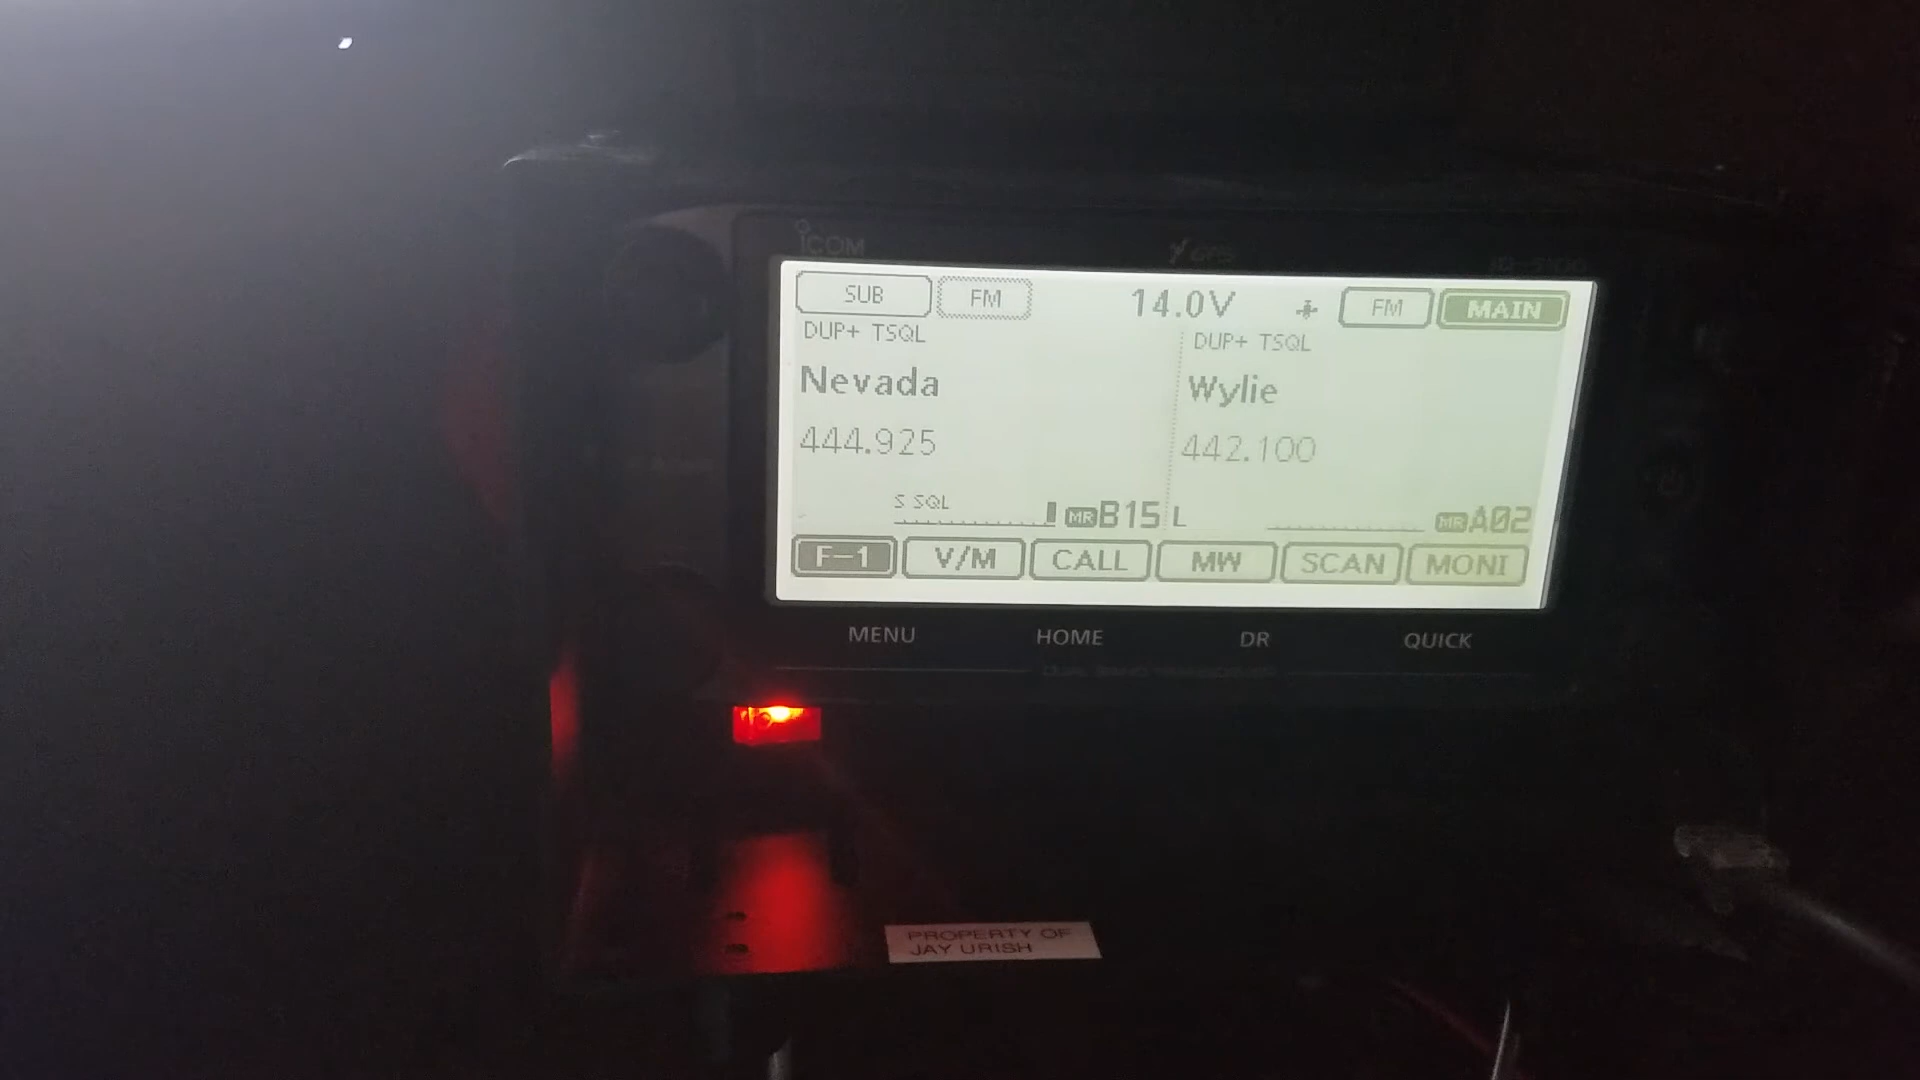 ICOM
GPS
SUB FM 14.0V FM MAIN
DUP+ TSQL DUP+ TSQL
Nevada Wylie
444.925 442.100
S SQL MR B15 L MR A02
F-1 V/M CALL MW SCAN MONI
MENU HOME DR QUICK
PROPERTY OF
JAY URISH